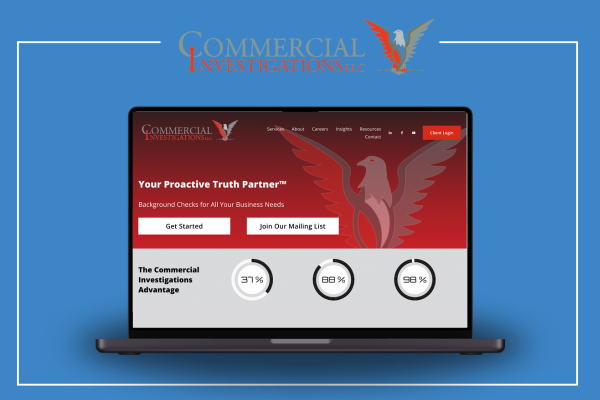 COMMERCIAL
INVESTIGATIONS LLC
COMMERCIAL
INVESTIGATIONS LLC
Services About Careers Insights Resources
Contact
Client Login
Your Proactive Truth Partner™
Background Checks for All Your Business Needs
Get Started
Join Our Mailing List
The Commercial
Investigations
Advantage
37 %
88 %
98 %